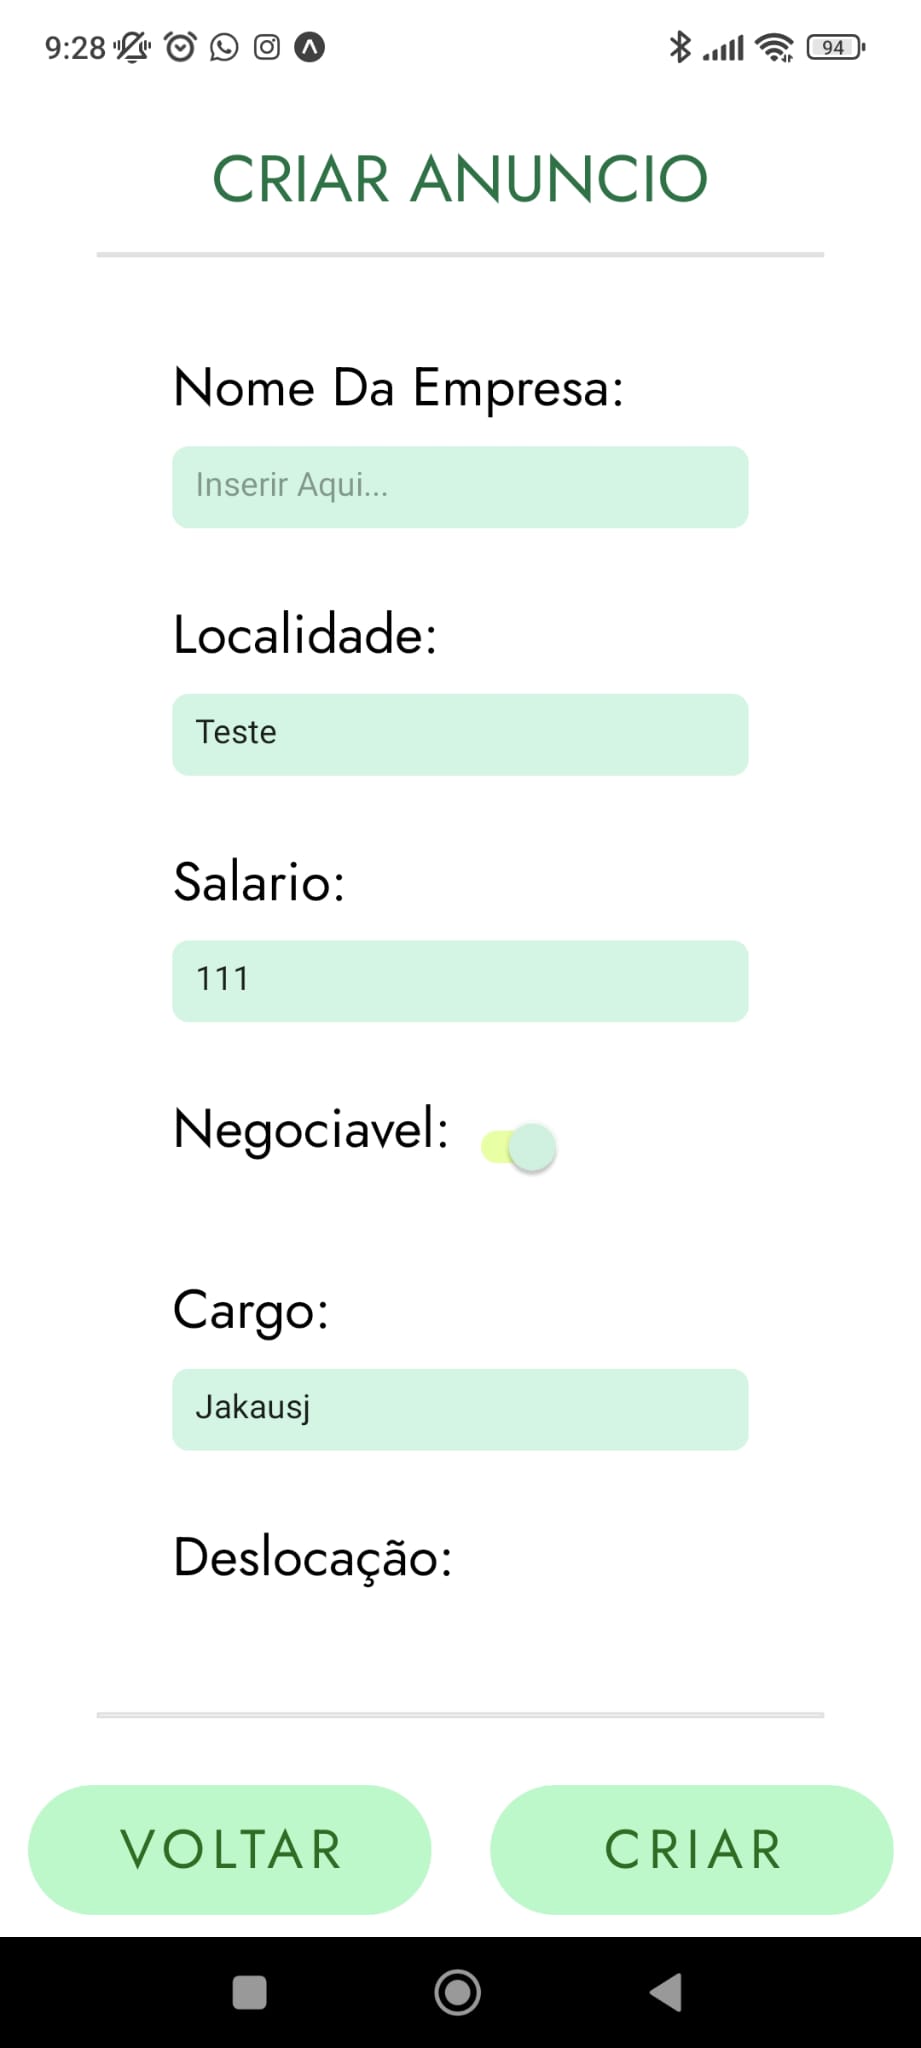 9:28
94
CRIAR ANUNCIO
Nome Da Empresa:
Inserir Aqui...
Localidade:
Teste
Salario:
111
Negociavel:
Cargo:
Jakausj
Deslocação:
VOLTAR
CRIAR